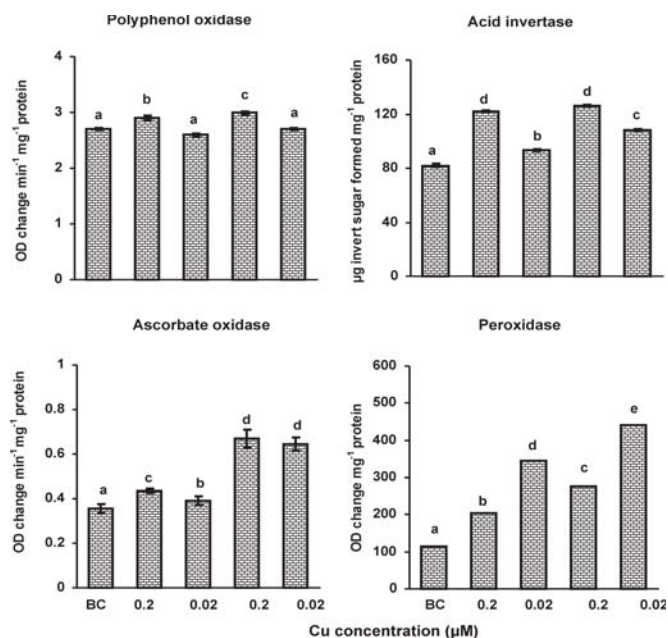 Polyphenol oxidase
OD change min-1 mg-1 protein
4
3
2
1
0
a
b
a
c
a
Acid invertase
µg invert sugar formed mg-1 protein
160
120
80
40
0
a
d
b
d
c
Ascorbate oxidase
OD change min-1 mg-1 protein
1
0.8
0.6
0.4
0.2
0
a
c
b
d
d
BC 0.2 0.02 0.2 0.02
Peroxidase
OD change mg-1 protein
600
500
400
300
200
100
0
a
b
d
c
e
BC 0.2 0.02 0.2 0.02
Cu concentration (µM)